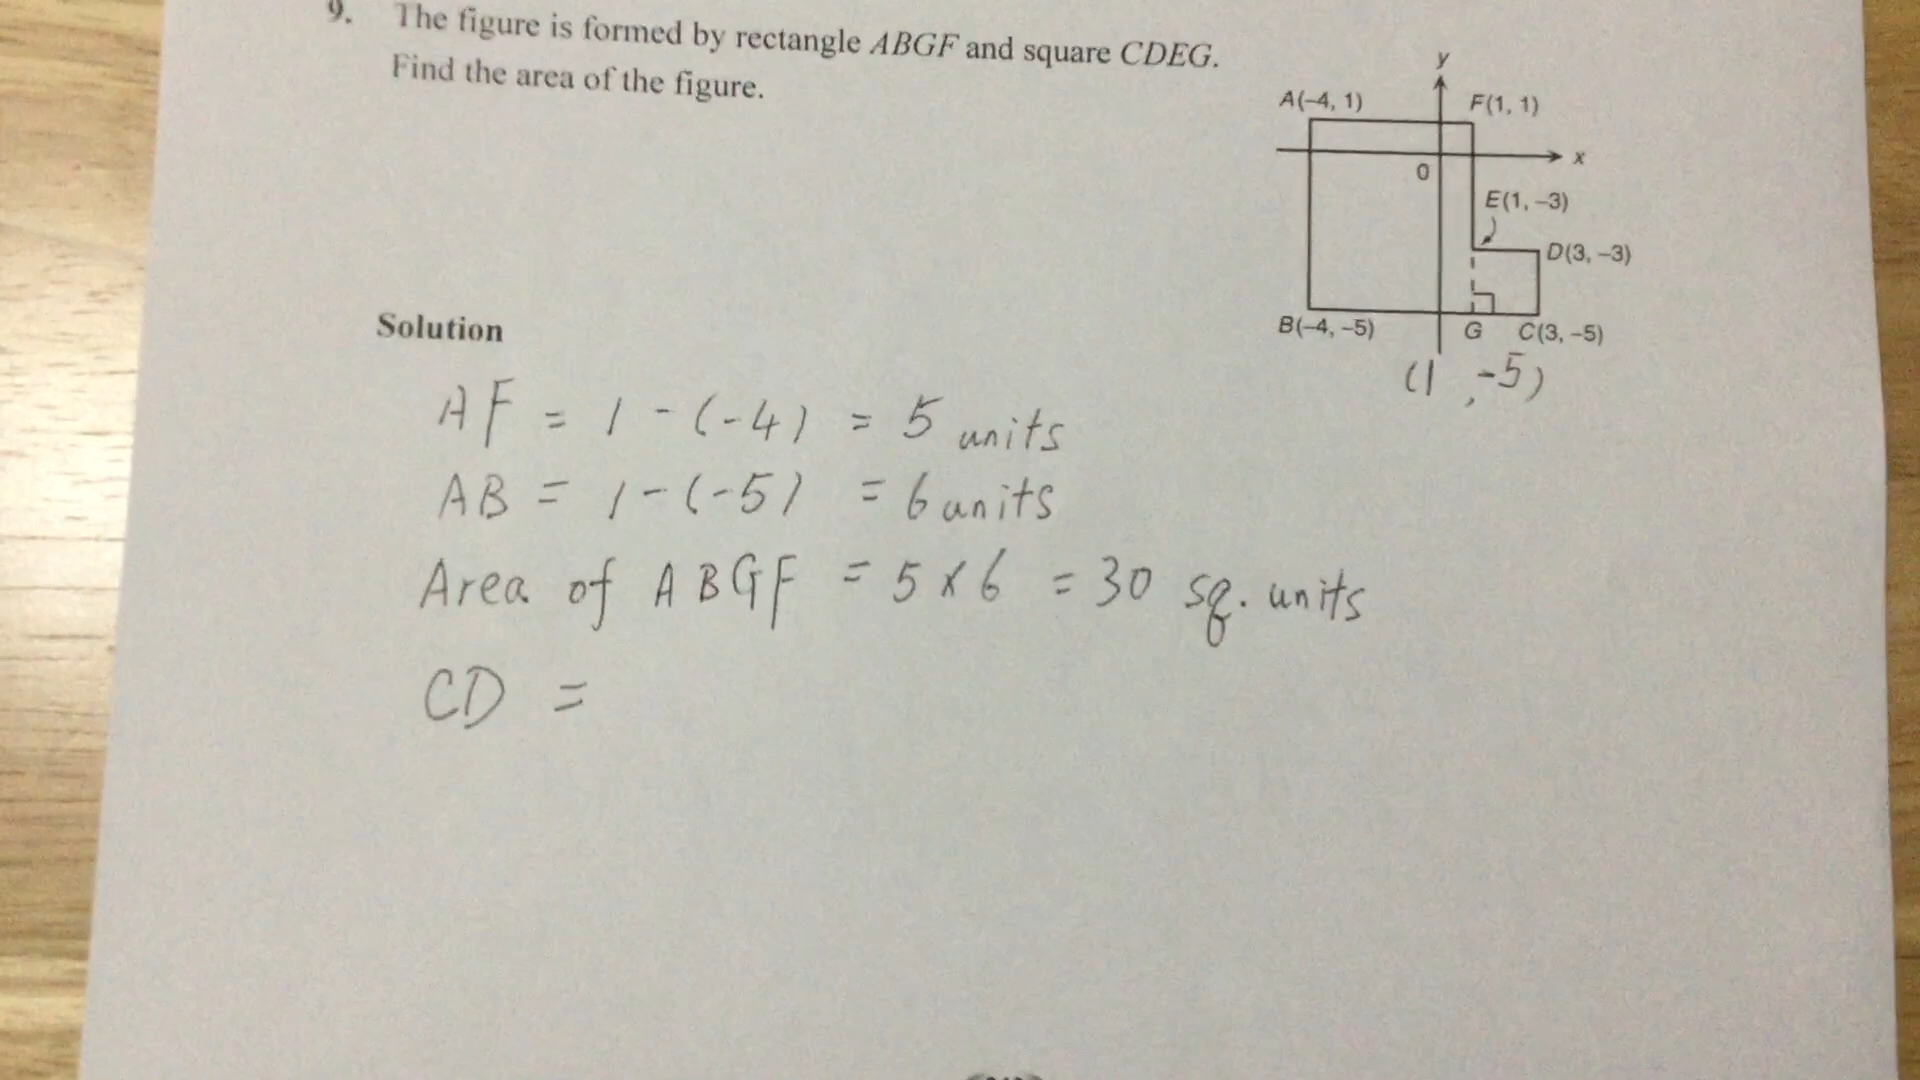 9. The figure is formed by rectangle ABGF and square CDEG.
Find the area of the figure.
y
A(−4, 1)
F(1, 1)
x
0
E(1, −3)
D(3, −3)
B(−4, −5)
G
C(3, −5)
(1, -5)
Solution
AF = 1 - (-4) = 5 units
AB = 1 - (-5) = 6 units
Area of ABGF = 5 × 6 = 30 sq. units
CD =